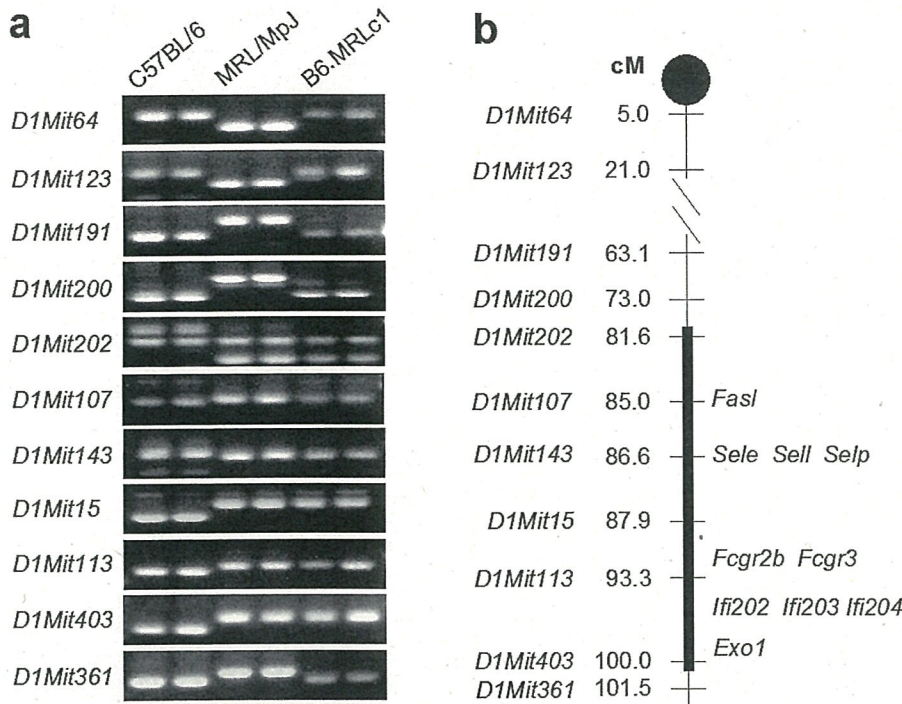 a
C57BL/6 MRL/MpJ B6.MRLc1
D1Mit64
D1Mit123
D1Mit191
D1Mit200
D1Mit202
D1Mit107
D1Mit143
D1Mit15
D1Mit113
D1Mit403
D1Mit361
b
cM
D1Mit64 5.0
D1Mit123 21.0
D1Mit191 63.1
D1Mit200 73.0
D1Mit202 81.6
D1Mit107 85.0 Fasl
D1Mit143 86.6 Sele Sell Selp
D1Mit15 87.9
Fcgr2b Fcgr3
D1Mit113 93.3
Ifi202 Ifi203 Ifi204
Exo1
D1Mit403 100.0
D1Mit361 101.5